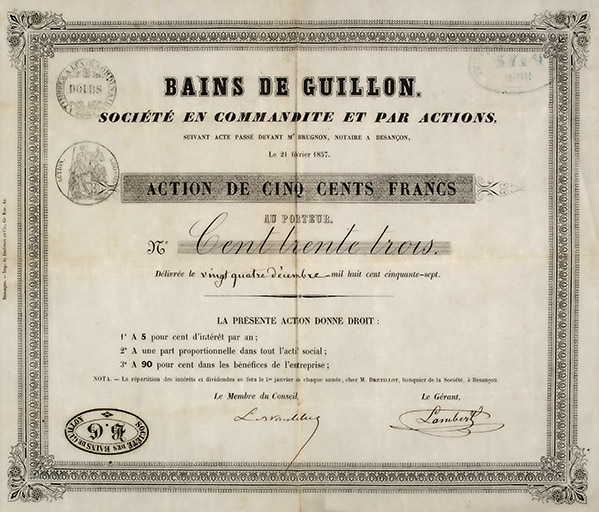 DOUBS
BAINS DE GUILLON.
SOCIÉTÉ EN COMMANDITE ET PAR ACTIONS,
SUIVANT ACTE PASSÉ DEVANT Mᵉ BRUGNON, NOTAIRE A BESANÇON,
Le 21 février 1857.
ACTION DE CINQ CENTS FRANCS
AU PORTEUR.
Nº Cent trente trois.
Délivrée le vingt quatre décembre mil huit cent cinquante-sept.
LA PRÉSENTE ACTION DONNE DROIT :
1º A 5 pour cent d'intérêt par an ;
2º A une part proportionnelle dans tout l'actif social ;
3º A 90 pour cent dans les bénéfices de l'entreprise ;
NOTA. — La répartition des intérêts et dividendes se fera le 1er janvier de chaque année, chez M. BRETILLOT, banquier de la Société, à Besançon.
Le Membre du Conseil, Le Gérant,
Lambert
SOCIÉTÉ DES BAINS DE GUILLON
B.G